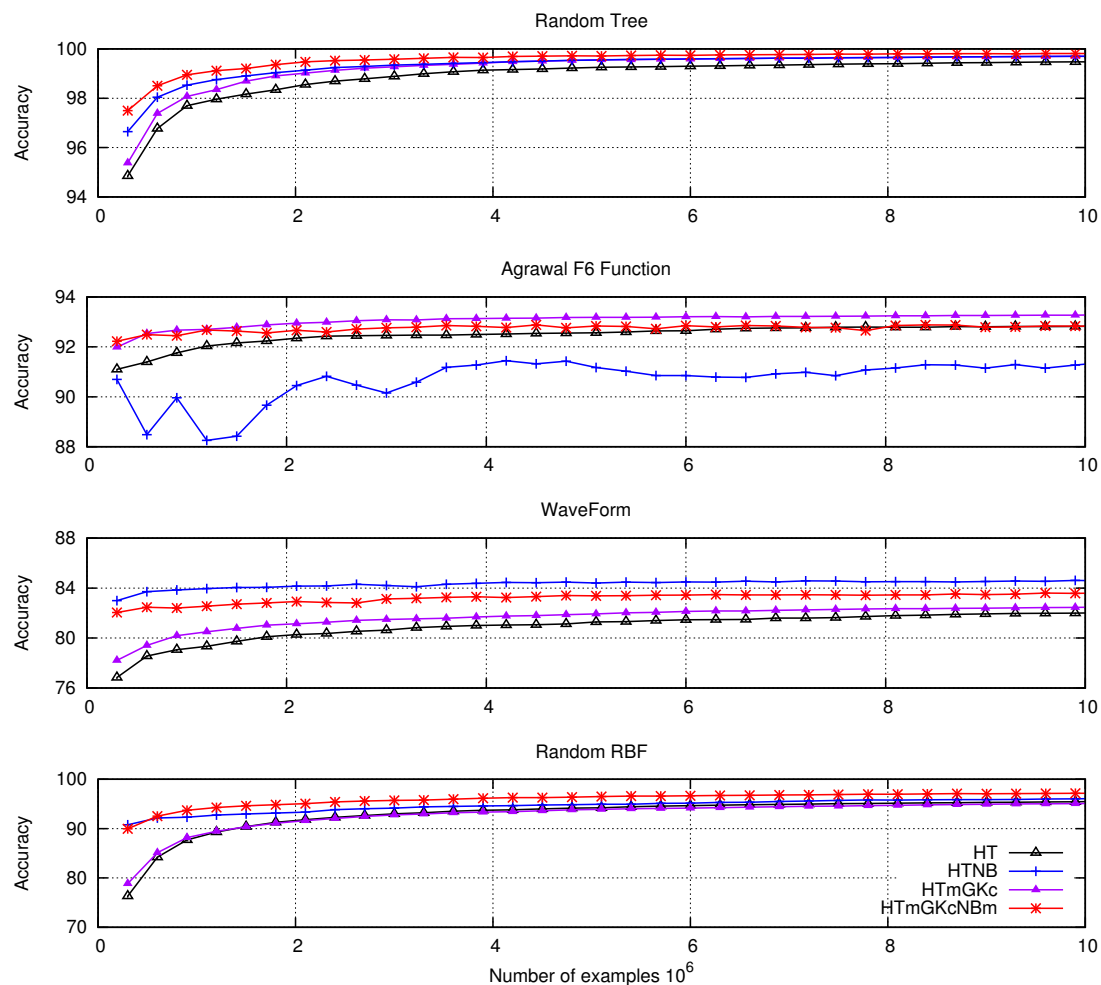 Random Tree
Accuracy
100
98
96
94
0 2 4 6 8 10
Agrawal F6 Function
Accuracy
94
92
90
88
0 2 4 6 8 10
WaveForm
Accuracy
88
84
80
76
0 2 4 6 8 10
Random RBF
Accuracy
100
90
80
70
HT
HTNB
HTmGKc
HTmGKcNBm
0 2 4 6 8 10
Number of examples 10^6